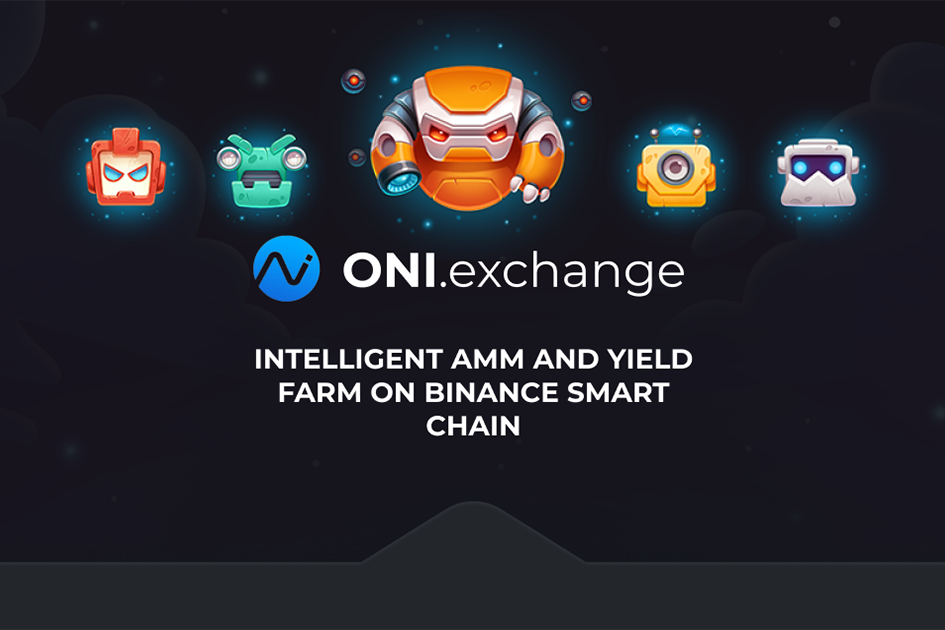 ONI.exchange
INTELLIGENT AMM AND YIELD
FARM ON BINANCE SMART
CHAIN